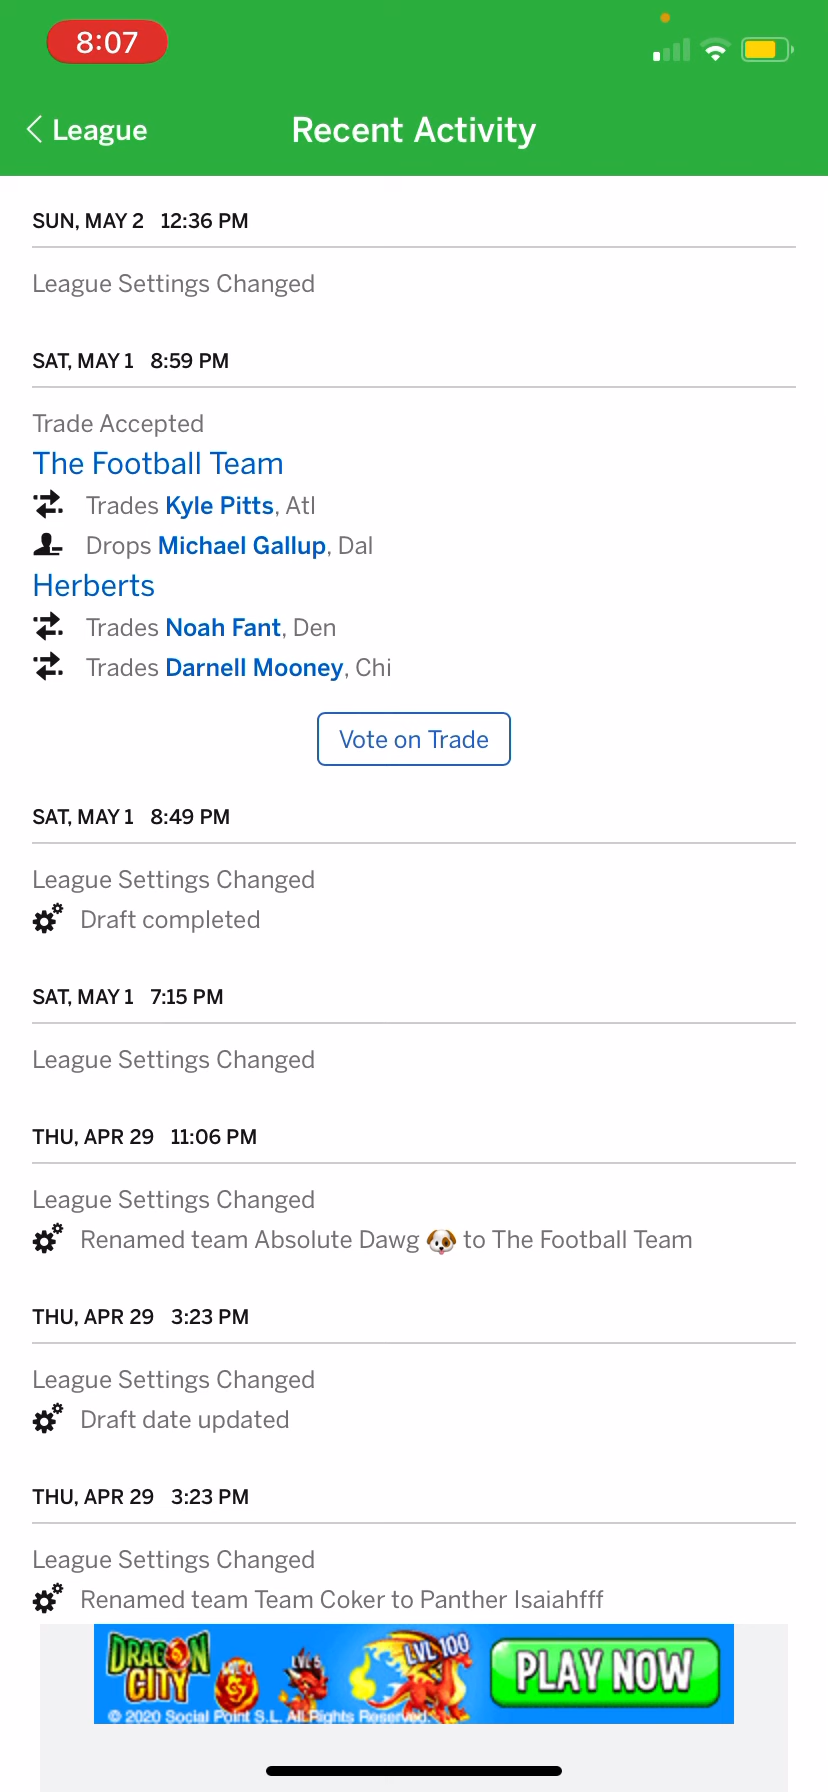 8:07
League
Recent Activity
SUN, MAY 2 12:36 PM
League Settings Changed
SAT, MAY 1 8:59 PM
Trade Accepted
The Football Team
Trades Kyle Pitts, Atl
Drops Michael Gallup, Dal
Herberts
Trades Noah Fant, Den
Trades Darnell Mooney, Chi
Vote on Trade
SAT, MAY 1 8:49 PM
League Settings Changed
Draft completed
SAT, MAY 1 7:15 PM
League Settings Changed
THU, APR 29 11:06 PM
League Settings Changed
Renamed team Absolute Dawg 🐶 to The Football Team
THU, APR 29 3:23 PM
League Settings Changed
Draft date updated
THU, APR 29 3:23 PM
League Settings Changed
Renamed team Team Coker to Panther Isaiahfff
DRAGON
CITY
LVL 100
PLAY NOW
© 2020 Social Point S.L. All Rights Reserved.